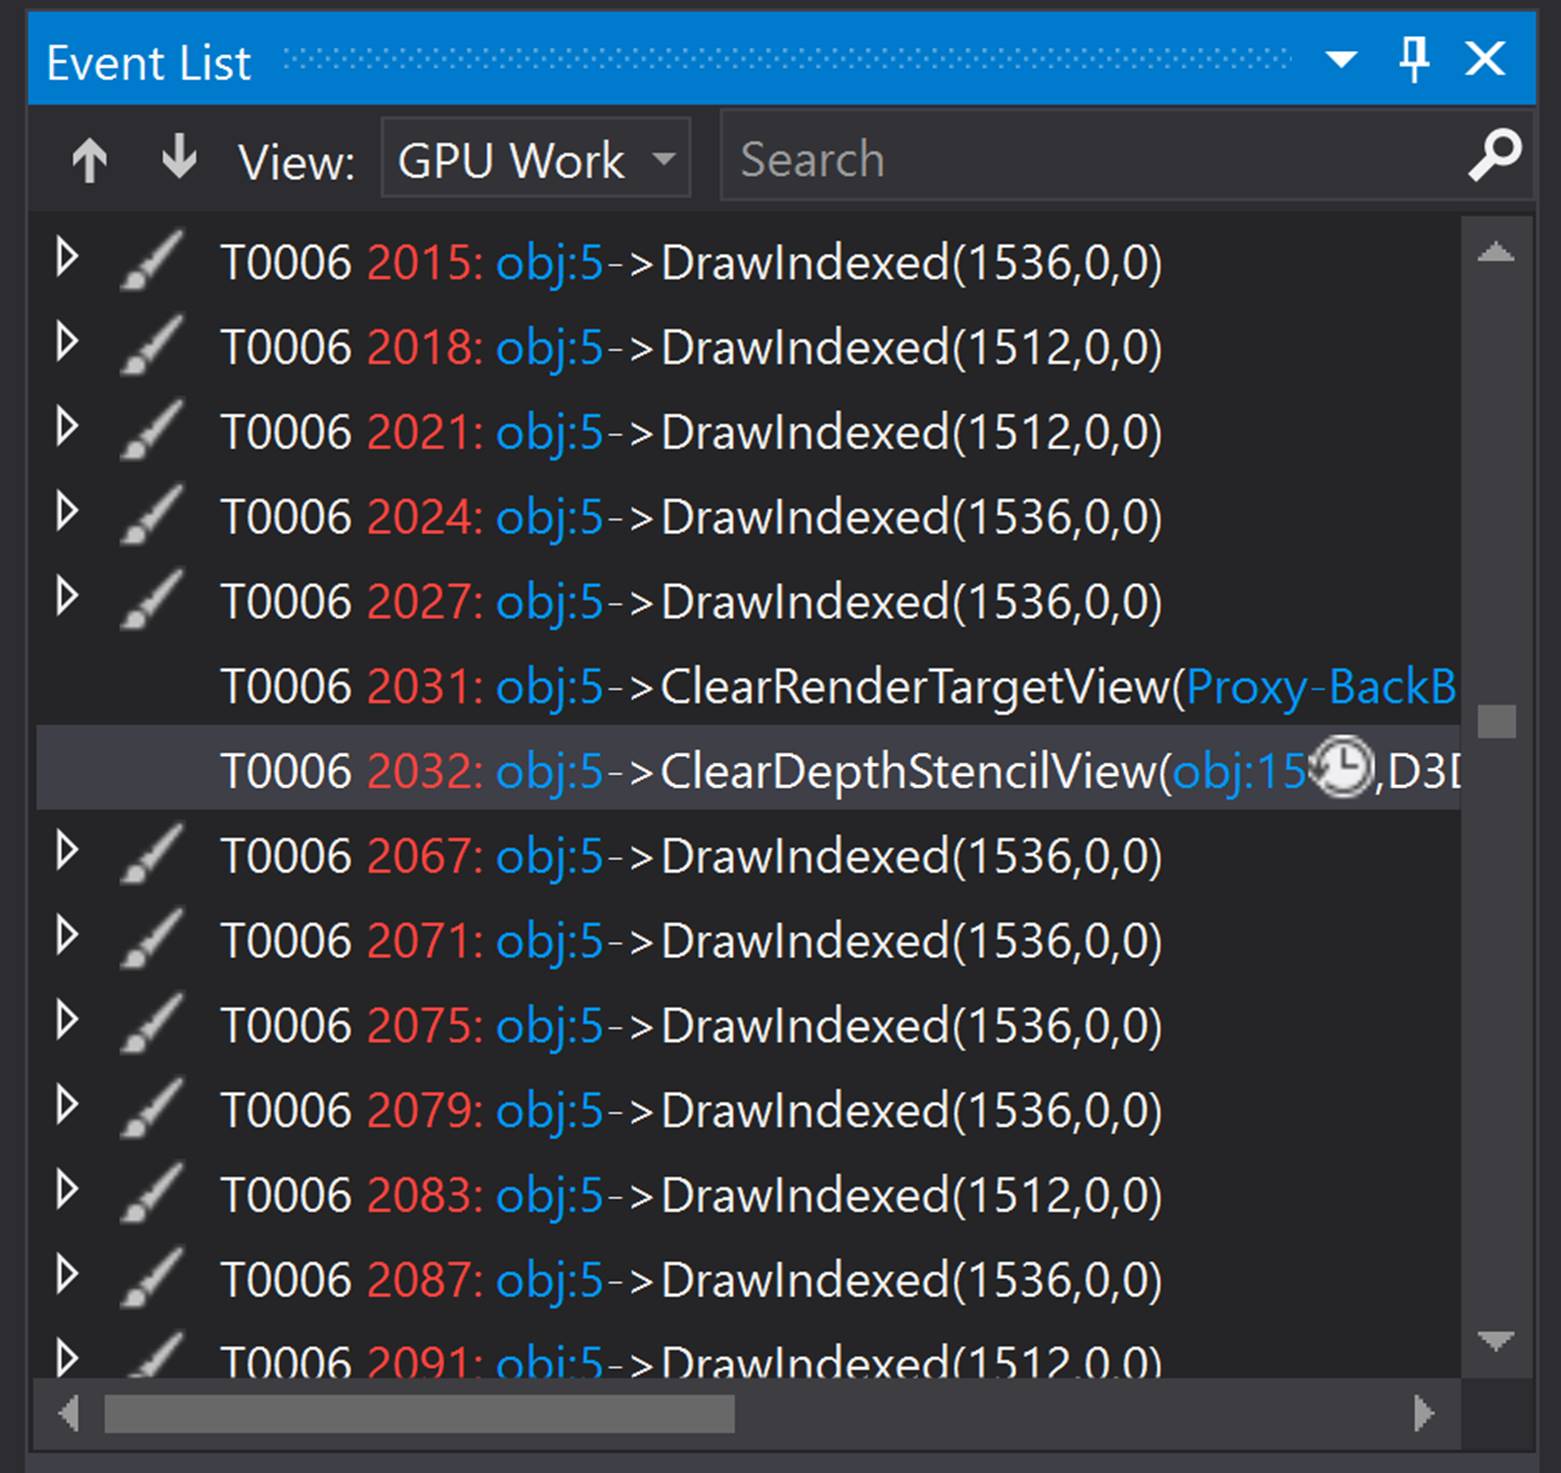 Event List
View: GPU Work Search
T0006 2015: obj:5->DrawIndexed(1536,0,0)
T0006 2018: obj:5->DrawIndexed(1512,0,0)
T0006 2021: obj:5->DrawIndexed(1512,0,0)
T0006 2024: obj:5->DrawIndexed(1536,0,0)
T0006 2027: obj:5->DrawIndexed(1536,0,0)
T0006 2031: obj:5->ClearRenderTargetView(Proxy-BackB
T0006 2032: obj:5->ClearDepthStencilView(obj:15,D3D
T0006 2067: obj:5->DrawIndexed(1536,0,0)
T0006 2071: obj:5->DrawIndexed(1536,0,0)
T0006 2075: obj:5->DrawIndexed(1536,0,0)
T0006 2079: obj:5->DrawIndexed(1536,0,0)
T0006 2083: obj:5->DrawIndexed(1512,0,0)
T0006 2087: obj:5->DrawIndexed(1536,0,0)
T0006 2091: obj:5->DrawIndexed(1512,0,0)